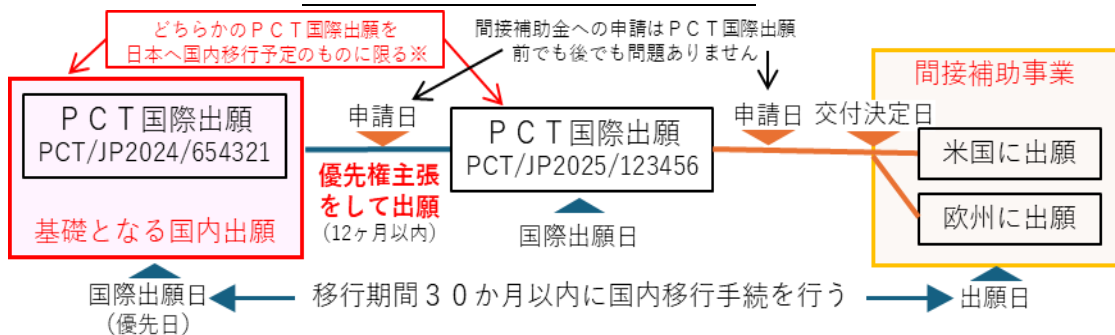 どちらかのＰＣＴ国際出願を
日本へ国内移行予定のものに限る※
間接補助金への申請はＰＣＴ国際出願
前でも後でも問題ありません
間接補助事業
ＰＣＴ国際出願
PCT/JP2024/654321
基礎となる国内出願
申請日
優先権主張
をして出願
(12ヶ月以内)
ＰＣＴ国際出願
PCT/JP2025/123456
国際出願日
申請日
交付決定日
米国に出願
欧州に出願
国際出願日
(優先日)
移行期間３０か月以内に国内移行手続を行う
出願日